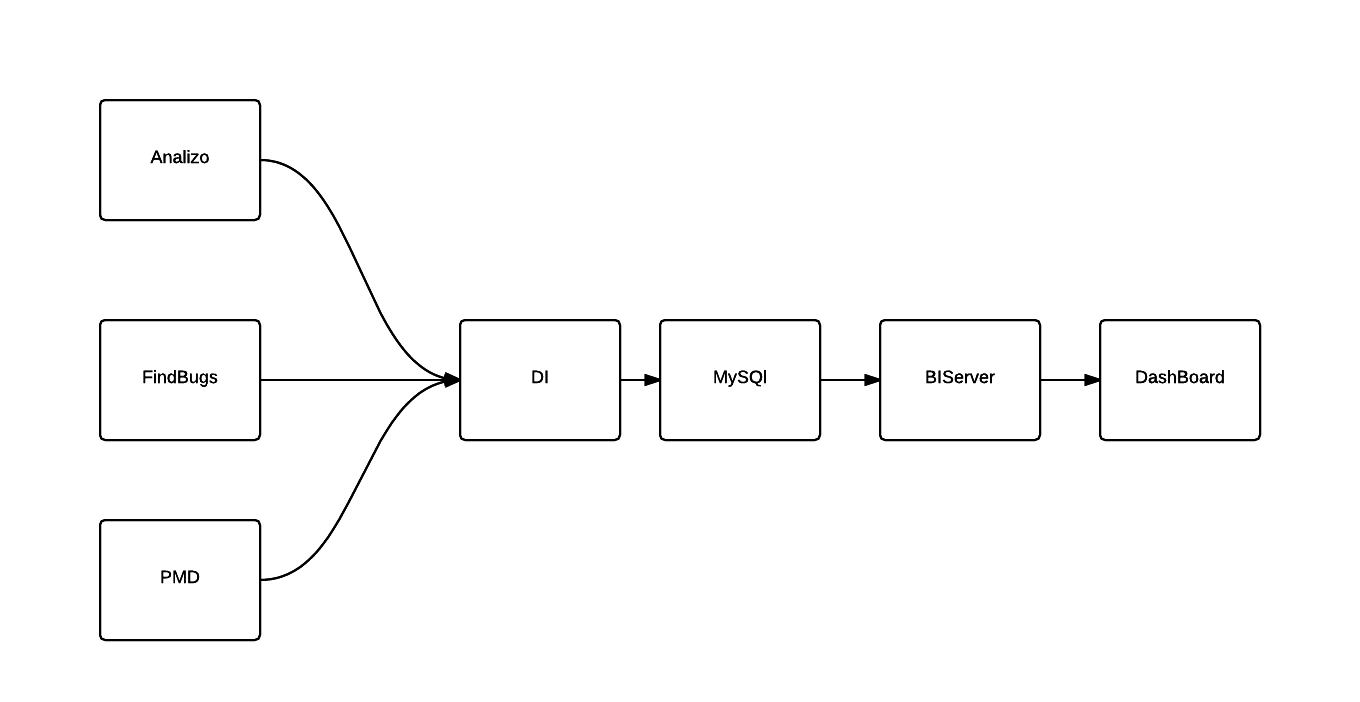 Analizo
FindBugs
DI
MySQl
BIServer
DashBoard
PMD